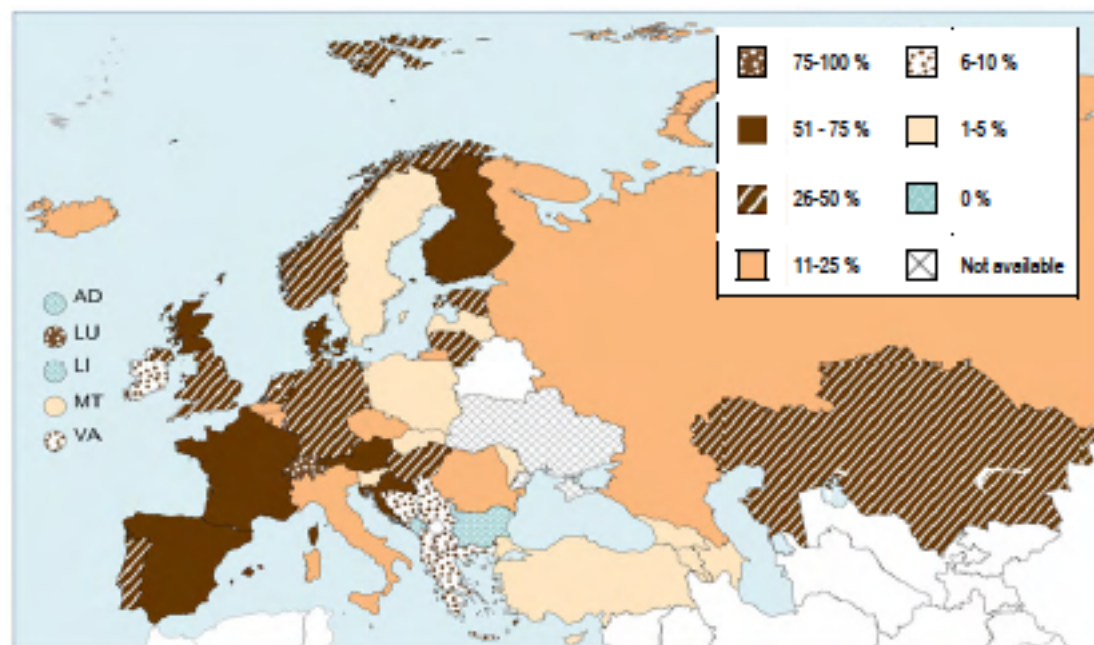 75-100 %
6-10 %
51 - 75 %
1-5 %
26-50 %
0 %
11-25 %
Not available
AD
LU
LI
MT
VA